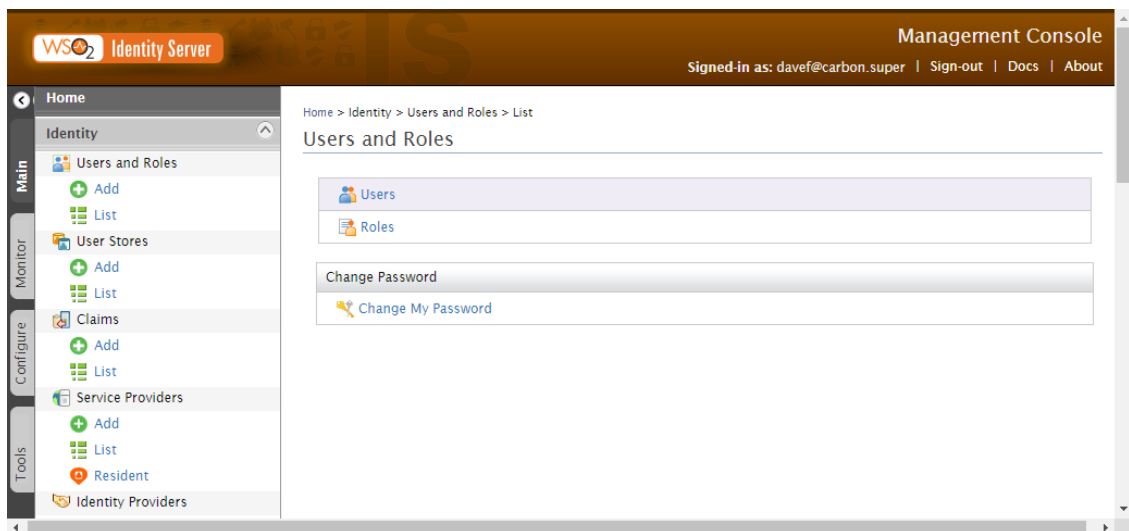 WSO2 Identity Server
Management Console
Signed-in as: davef@carbon.super | Sign-out | Docs | About
Main
Monitor
Configure
Tools
Home
Identity
Users and Roles
Add
List
User Stores
Add
List
Claims
Add
List
Service Providers
Add
List
Resident
Identity Providers
Home > Identity > Users and Roles > List
Users and Roles
Users
Roles
Change Password
Change My Password